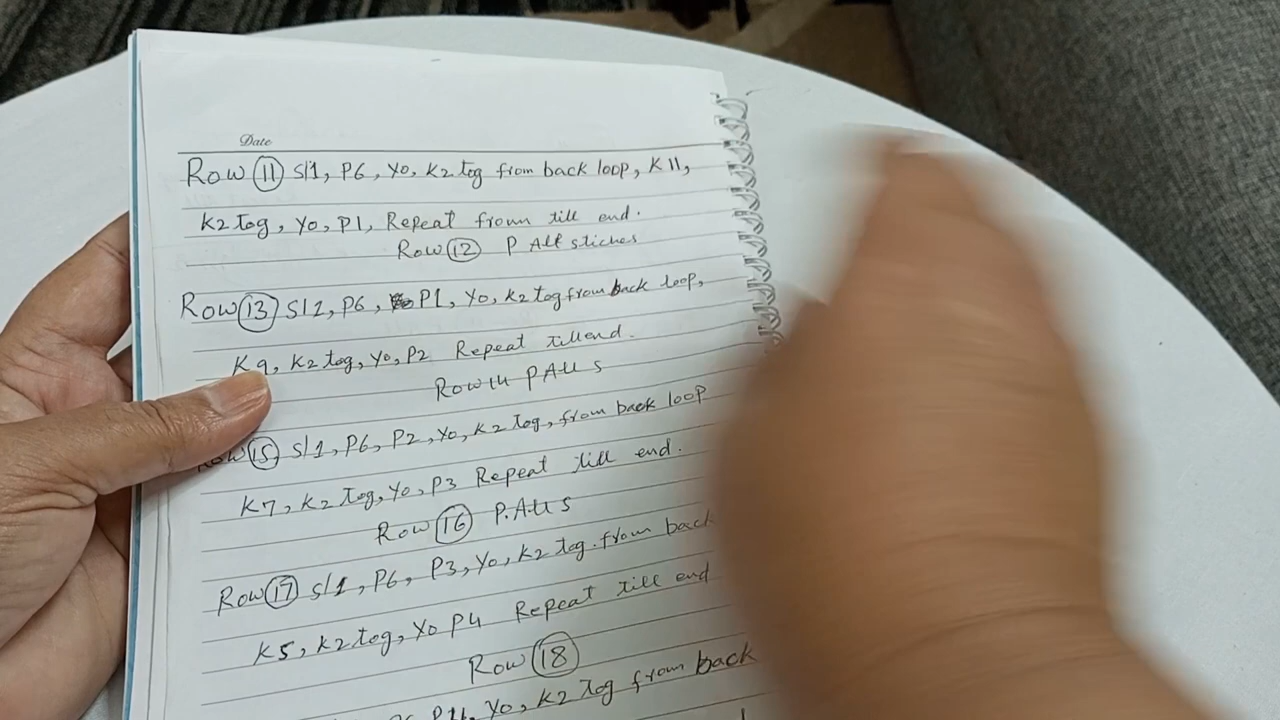 Date
Row 11 Sl1, P6, Yo, K2 tog from back loop, K11,
K2 Tog, Yo, P1, Repeat from till end.
Row 12 P All stiches
Row 13 Sl1, P6, P1, Yo, K2 tog from back loop,
K9, K2 tog, Yo, P2 Repeat till end.
Row 14 P All s
Row 15 Sl1, P6, P2, Yo, K2 Tog, from back loop
K7, K2 Tog, Yo, P3 Repeat till end.
Row 16 P. All s
Row 17 Sl1, P6, P3, Yo, K2 Tog. from back
K5, K2 tog, Yo P4 Repeat till end
Row 18
Yo, K2 Tog from back